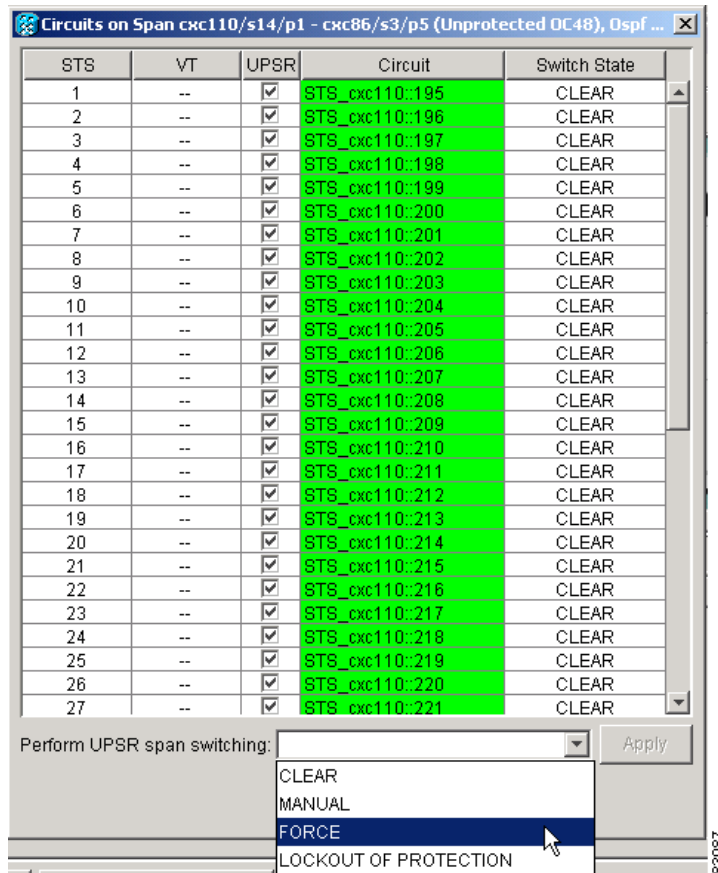 Circuits on Span cxc110/s14/p1 - cxc86/s3/p5 (Unprotected OC48), Ospf ...
STS VT UPSR Circuit Switch State
1 -- STS_cxc110::195 CLEAR
2 -- STS_cxc110::196 CLEAR
3 -- STS_cxc110::197 CLEAR
4 -- STS_cxc110::198 CLEAR
5 -- STS_cxc110::199 CLEAR
6 -- STS_cxc110::200 CLEAR
7 -- STS_cxc110::201 CLEAR
8 -- STS_cxc110::202 CLEAR
9 -- STS_cxc110::203 CLEAR
10 -- STS_cxc110::204 CLEAR
11 -- STS_cxc110::205 CLEAR
12 -- STS_cxc110::206 CLEAR
13 -- STS_cxc110::207 CLEAR
14 -- STS_cxc110::208 CLEAR
15 -- STS_cxc110::209 CLEAR
16 -- STS_cxc110::210 CLEAR
17 -- STS_cxc110::211 CLEAR
18 -- STS_cxc110::212 CLEAR
19 -- STS_cxc110::213 CLEAR
20 -- STS_cxc110::214 CLEAR
21 -- STS_cxc110::215 CLEAR
22 -- STS_cxc110::216 CLEAR
23 -- STS_cxc110::217 CLEAR
24 -- STS_cxc110::218 CLEAR
25 -- STS_cxc110::219 CLEAR
26 -- STS_cxc110::220 CLEAR
27 -- STS_cxc110::221 CLEAR
Perform UPSR span switching: Apply
CLEAR
MANUAL
FORCE
LOCKOUT OF PROTECTION